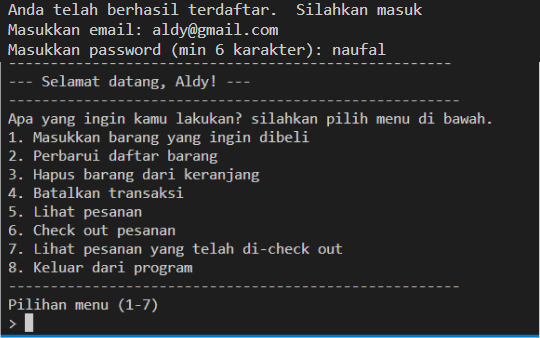 Anda telah berhasil terdaftar.  Silahkan masuk
Masukkan email: aldy@gmail.com
Masukkan password (min 6 karakter): naufal
--------------------------------------------------
--- Selamat datang, Aldy! ---
--------------------------------------------------
Apa yang ingin kamu lakukan? silahkan pilih menu di bawah.
1. Masukkan barang yang ingin dibeli
2. Perbarui daftar barang
3. Hapus barang dari keranjang
4. Batalkan transaksi
5. Lihat pesanan
6. Check out pesanan
7. Lihat pesanan yang telah di-check out
8. Keluar dari program
--------------------------------------------------
Pilihan menu (1-7)
>